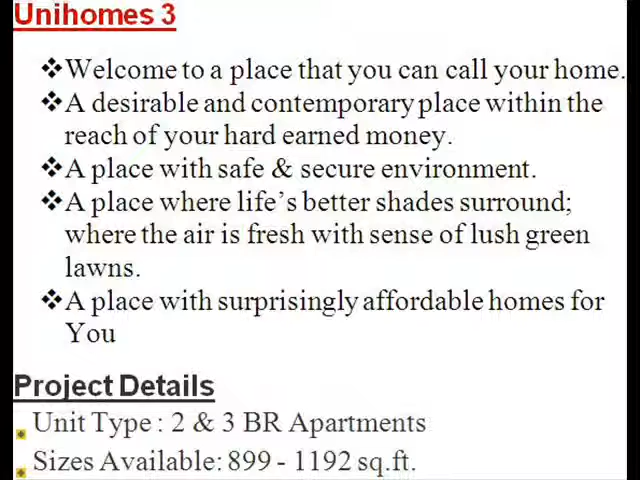 Unihomes 3
❖Welcome to a place that you can call your home.
❖A desirable and contemporary place within the
reach of your hard earned money.
❖A place with safe & secure environment.
❖A place where life’s better shades surround;
where the air is fresh with sense of lush green
lawns.
❖A place with surprisingly affordable homes for
You
Project Details
Unit Type : 2 & 3 BR Apartments
Sizes Available: 899 - 1192 sq.ft.